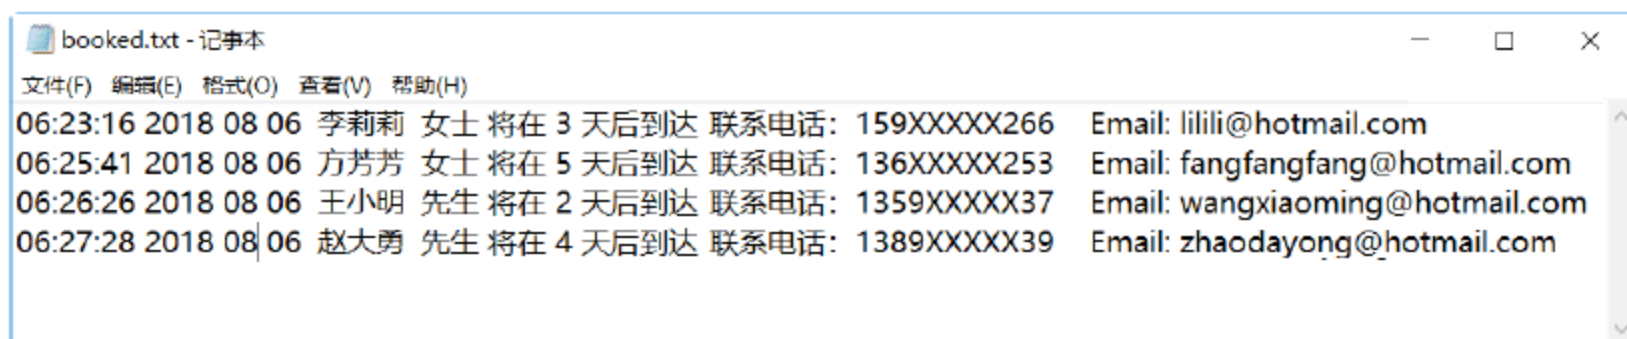 booked.txt - 记事本
文件(F) 编辑(E) 格式(O) 查看(V) 帮助(H)
06:23:16 2018 08 06 李莉莉 女士 将在 3 天后到达 联系电话：159XXXXX266 Email: lilili@hotmail.com
06:25:41 2018 08 06 方芳芳 女士 将在 5 天后到达 联系电话：136XXXXX253 Email: fangfangfang@hotmail.com
06:26:26 2018 08 06 王小明 先生 将在 2 天后到达 联系电话：1359XXXXX37 Email: wangxiaoming@hotmail.com
06:27:28 2018 08 06 赵大勇 先生 将在 4 天后到达 联系电话：1389XXXXX39 Email: zhaodayong@hotmail.com